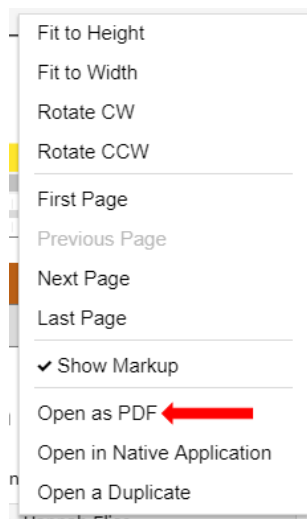 Fit to Height
Fit to Width
Rotate CW
Rotate CCW
First Page
Previous Page
Next Page
Last Page
✔ Show Markup
Open as PDF
Open in Native Application
Open a Duplicate